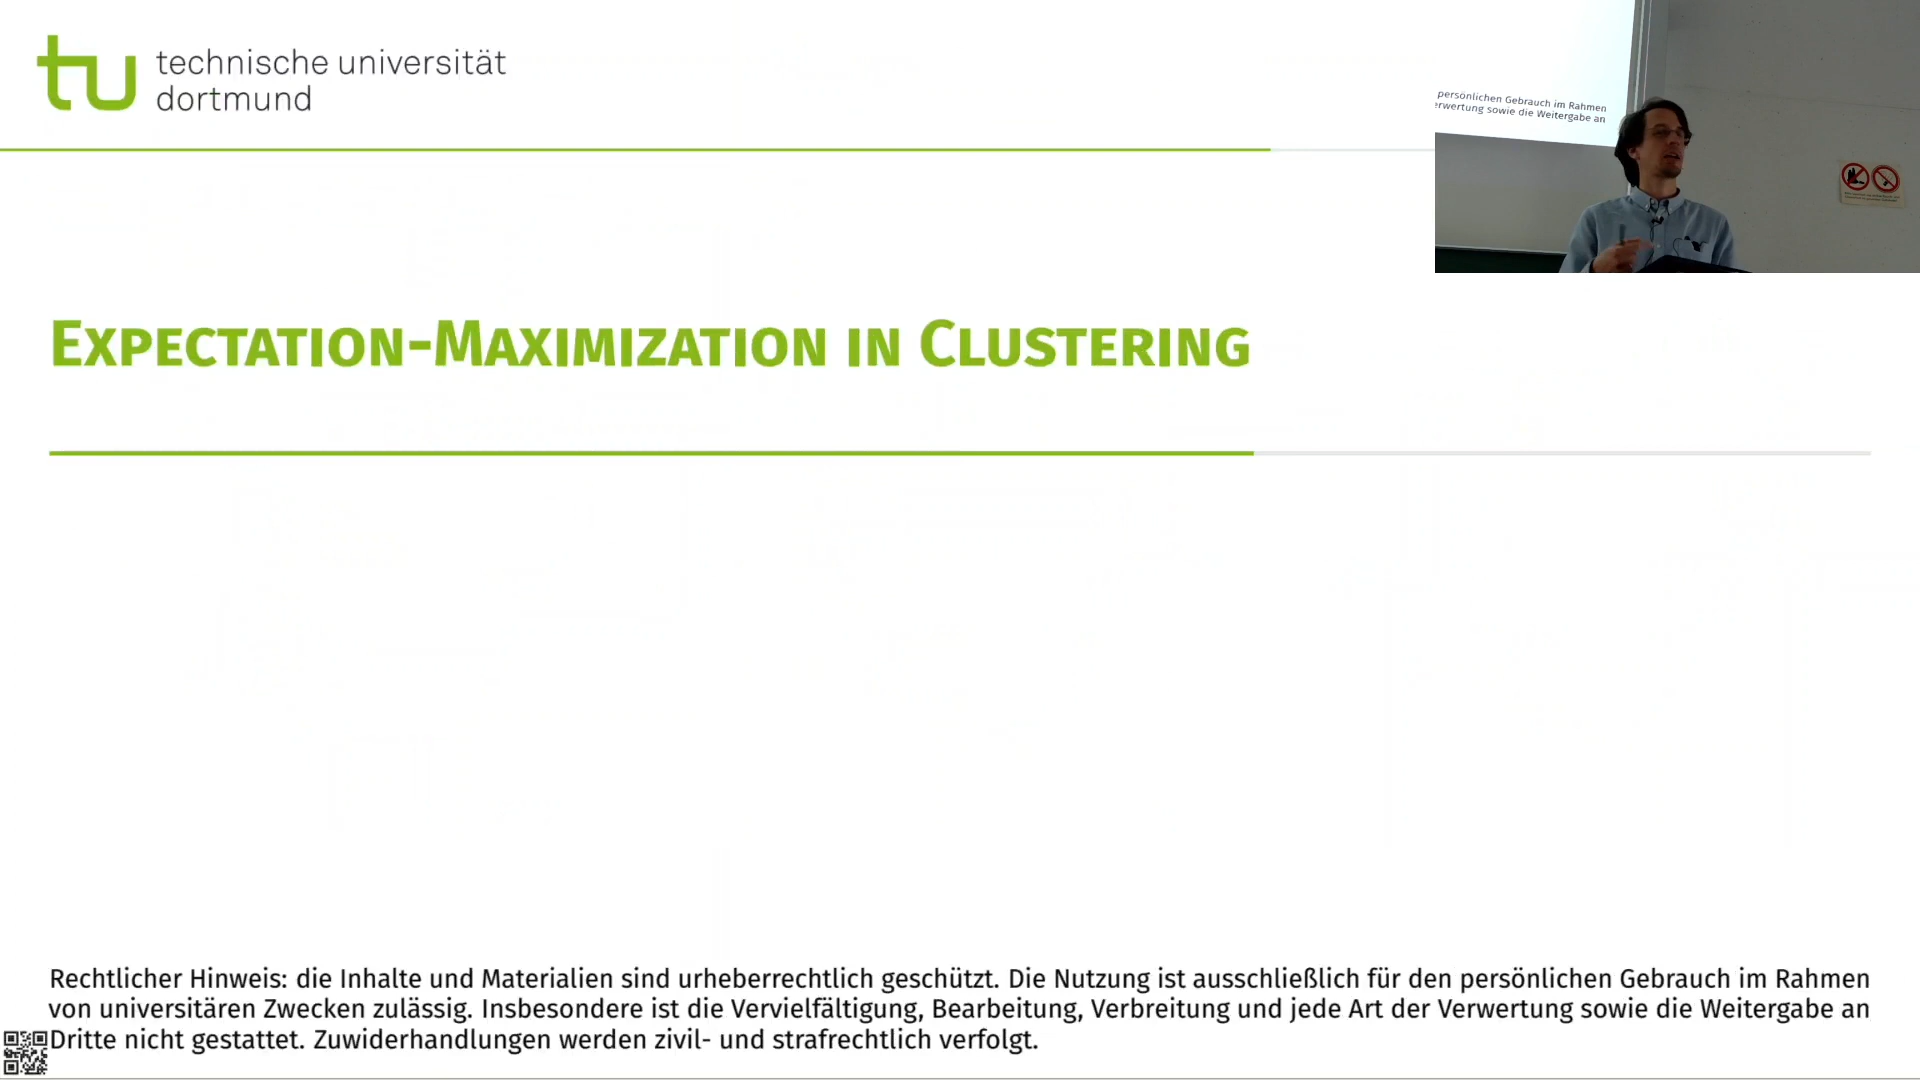 technische universität
dortmund
persönlichen Gebrauch im Rahmen
erwertung sowie die Weitergabe an
Expectation-Maximization in Clustering
Rechtlicher Hinweis: die Inhalte und Materialien sind urheberrechtlich geschützt. Die Nutzung ist ausschließlich für den persönlichen Gebrauch im Rahmen
von universitären Zwecken zulässig. Insbesondere ist die Vervielfältigung, Bearbeitung, Verbreitung und jede Art der Verwertung sowie die Weitergabe an
Dritte nicht gestattet. Zuwiderhandlungen werden zivil- und strafrechtlich verfolgt.